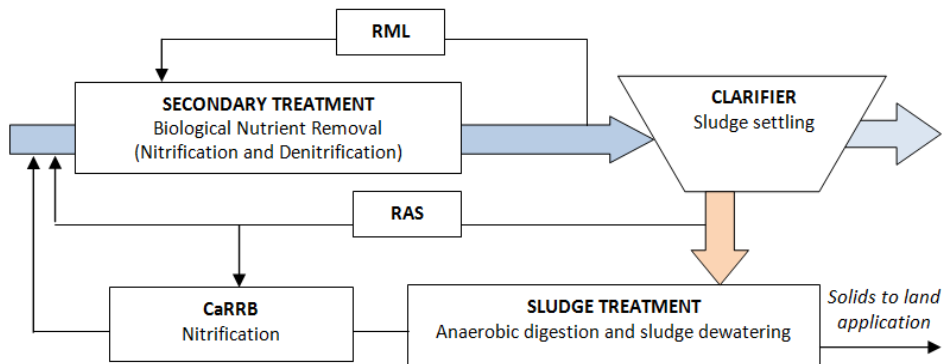 RML
SECONDARY TREATMENT
Biological Nutrient Removal
(Nitrification and Denitrification)
CLARIFIER
Sludge settling
RAS
CaRRB
Nitrification
SLUDGE TREATMENT
Anaerobic digestion and sludge dewatering
Solids to land
application